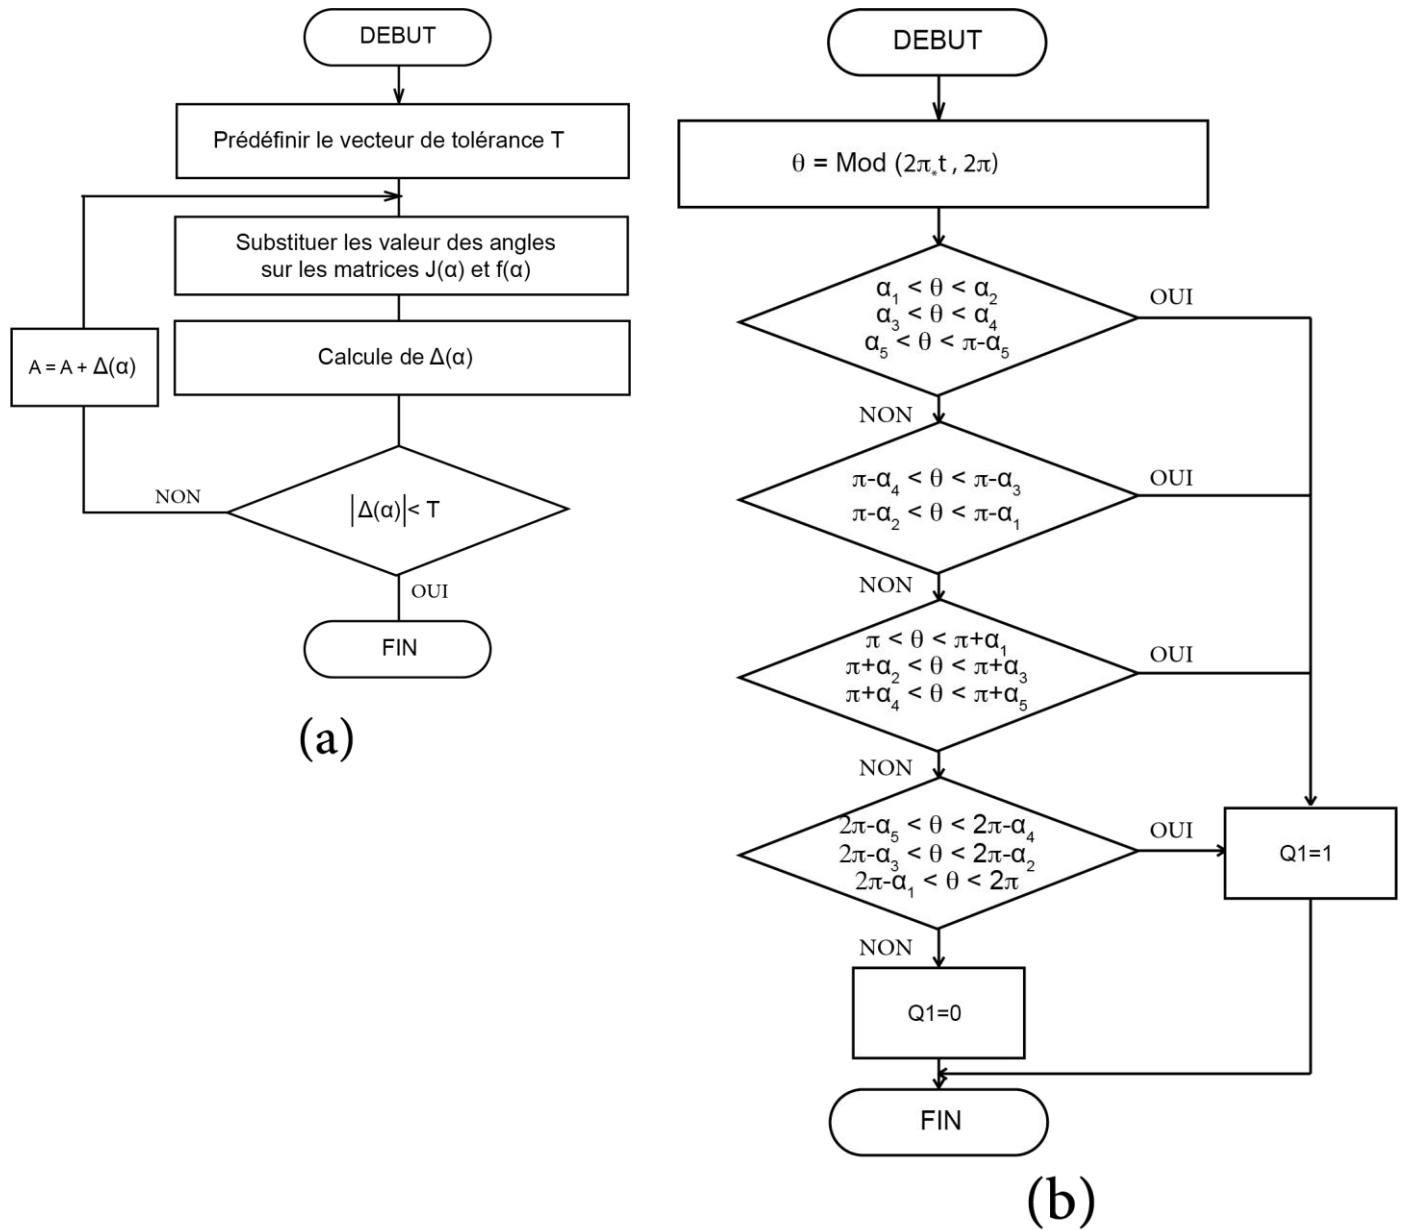 DEBUT
Prédéfinir le vecteur de tolérance T
Substituer les valeur des angles
sur les matrices J(α) et f(α)
Calcule de Δ(α)
A = A + Δ(α)
|Δ(α)|< T
NON
OUI
FIN
(a)
DEBUT
θ = Mod (2π*t , 2π)
α₁ < θ < α₂
α₃ < θ < α₄
α₅ < θ < π-α₅
OUI
NON
π-α₄ < θ < π-α₃
π-α₂ < θ < π-α₁
OUI
NON
π < θ < π+α₁
π+α₂ < θ < π+α₃
π+α₄ < θ < π+α₅
OUI
NON
2π-α₅ < θ < 2π-α₄
2π-α₃ < θ < 2π-α₂
2π-α₁ < θ < 2π
OUI
Q1=1
NON
Q1=0
FIN
(b)